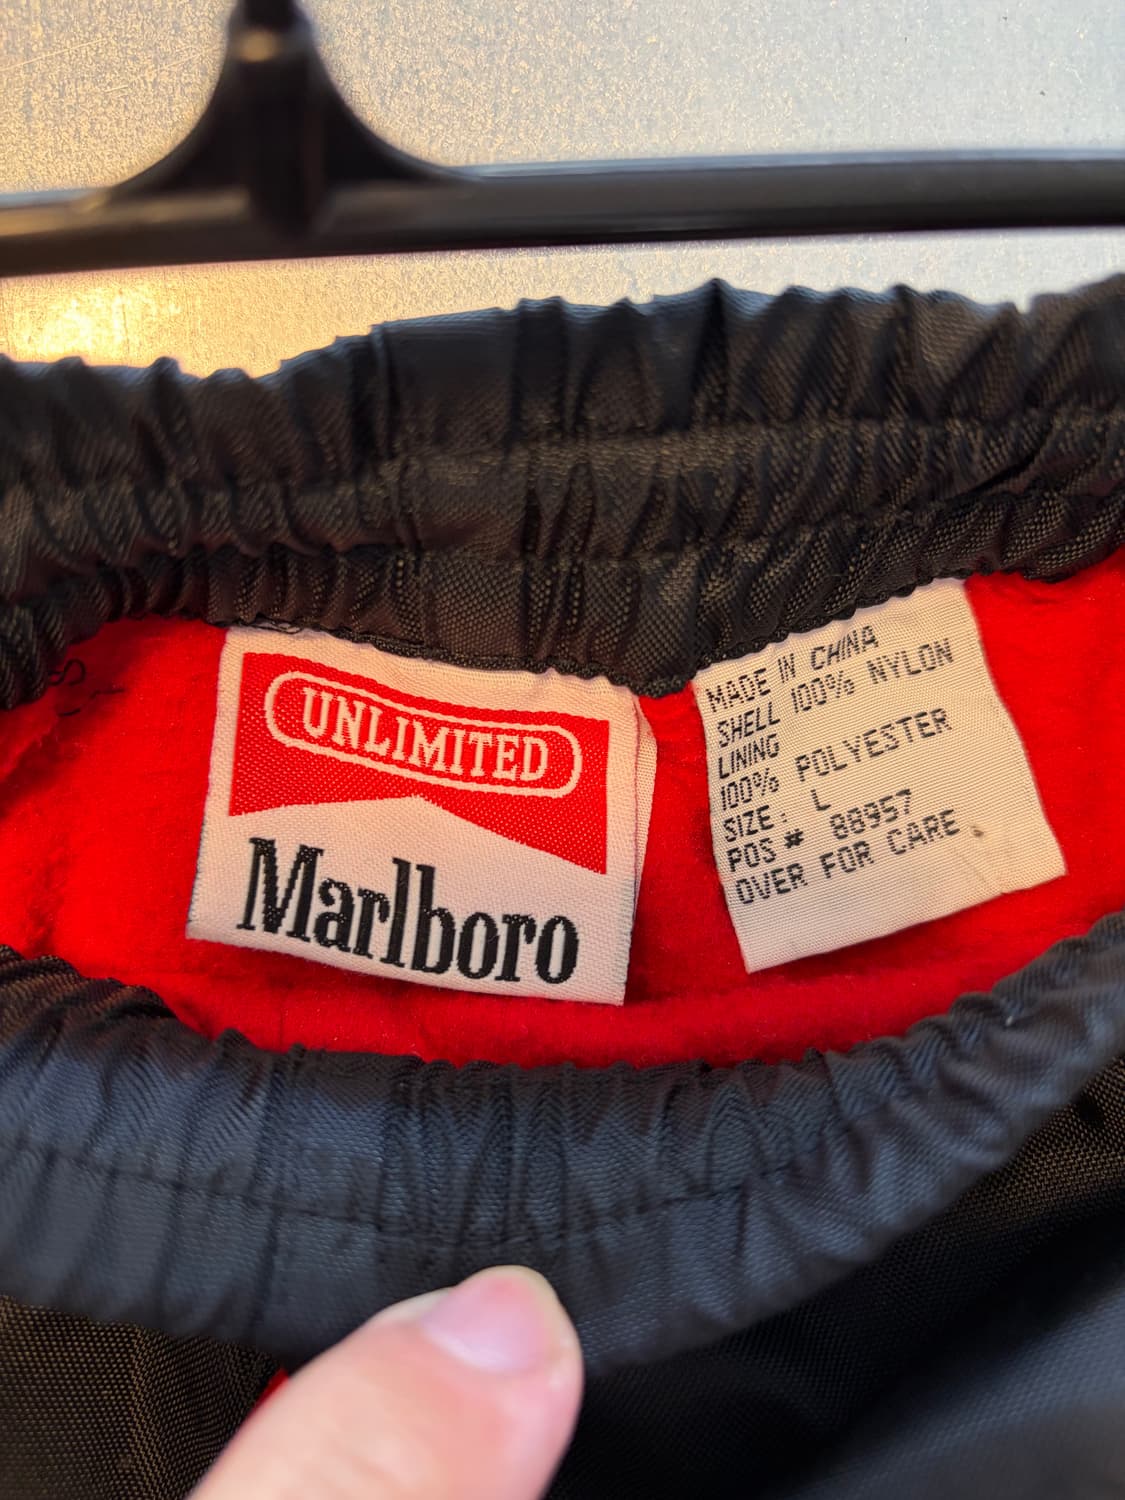 UNLIMITED
Marlboro
MADE IN CHINA
SHELL 100% NYLON
LINING
100% POLYESTER
SIZE: L
POS # 88957
OVER FOR CARE